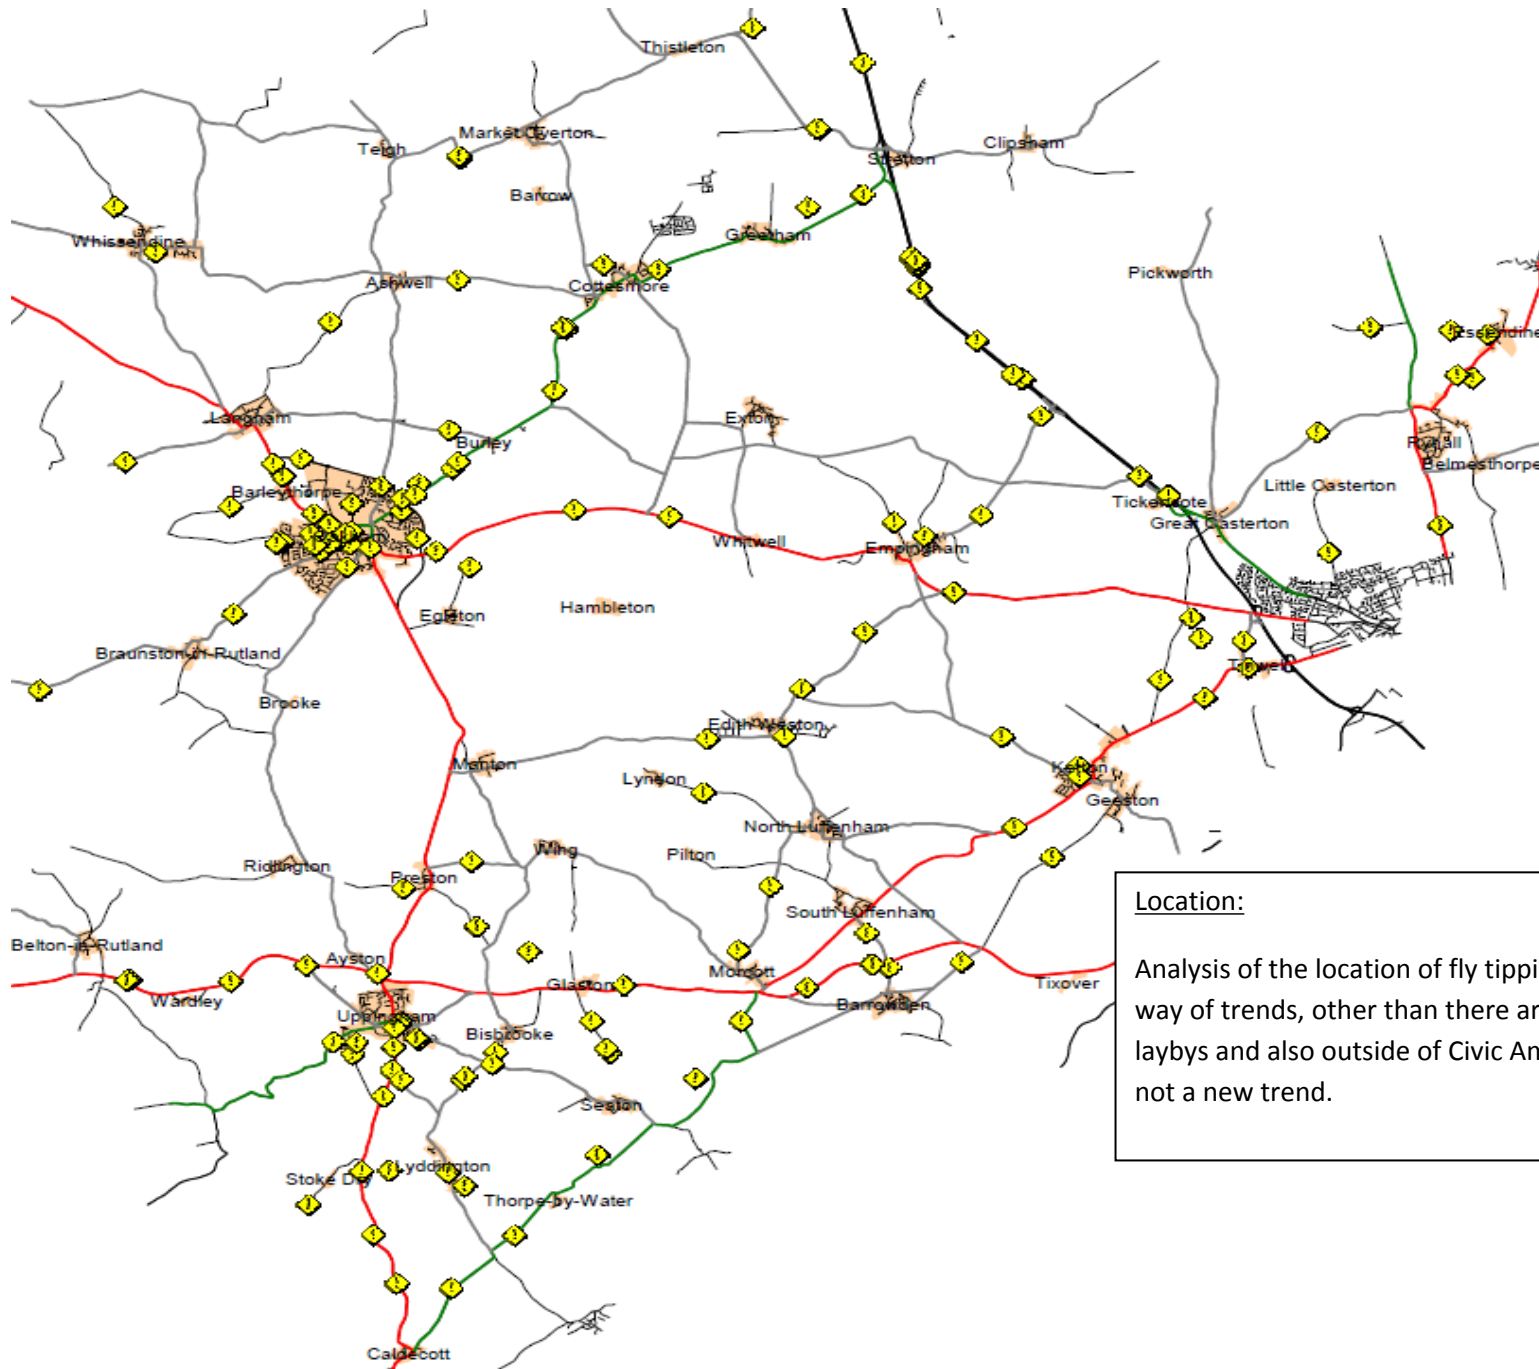 Thistleton
Market Overton
Teigh
Clipsham
Stretton
Barrow
Whissendine
Greetham
Pickworth
Ashwell
Cottesmore
Essendine
Langham
Exton
Burley
Ryhall
Belmesthorpe
Barleythorpe
Little Casterton
Tickencote
Great Casterton
Oakham
Whitwell
Empingham
Hambleton
Egleton
Braunston-in-Rutland
Tinwell
Brooke
Edith Weston
Manton
Lyndon
Ketton
Geeston
North Luffenham
Wing
Pilton
Ridlington
Preston
South Luffenham
Belton-in-Rutland
Ayston
Morcott
Wardley
Glaston
Tixover
Barrowden
Uppingham
Bisbrooke
Seaton
Lyddington
Stoke Dry
Thorpe-by-Water
Caldecott
Location:
Analysis of the location of fly tippi
way of trends, other than there ar
laybys and also outside of Civic An
not a new trend.